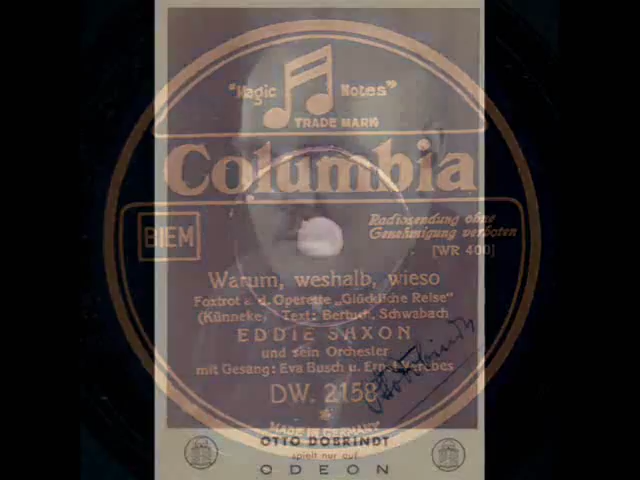 "Magic Notes"
TRADE MARK
Columbia
BIEM
Radiosendung ohne
Genehmigung verboten
[WR 400]
Warum, weshalb, wieso
Foxtrot a. d. Operette „Glückliche Reise"
(Künneke, Text: Bertuch, Schwabach
EDDIE SAXON
und sein Orchester
mit Gesang: Eva Busch u. Ernst Verebes
DW. 2158
MADE IN GERMANY
OTTO DOBRINDT
spielt nur auf
ODEON